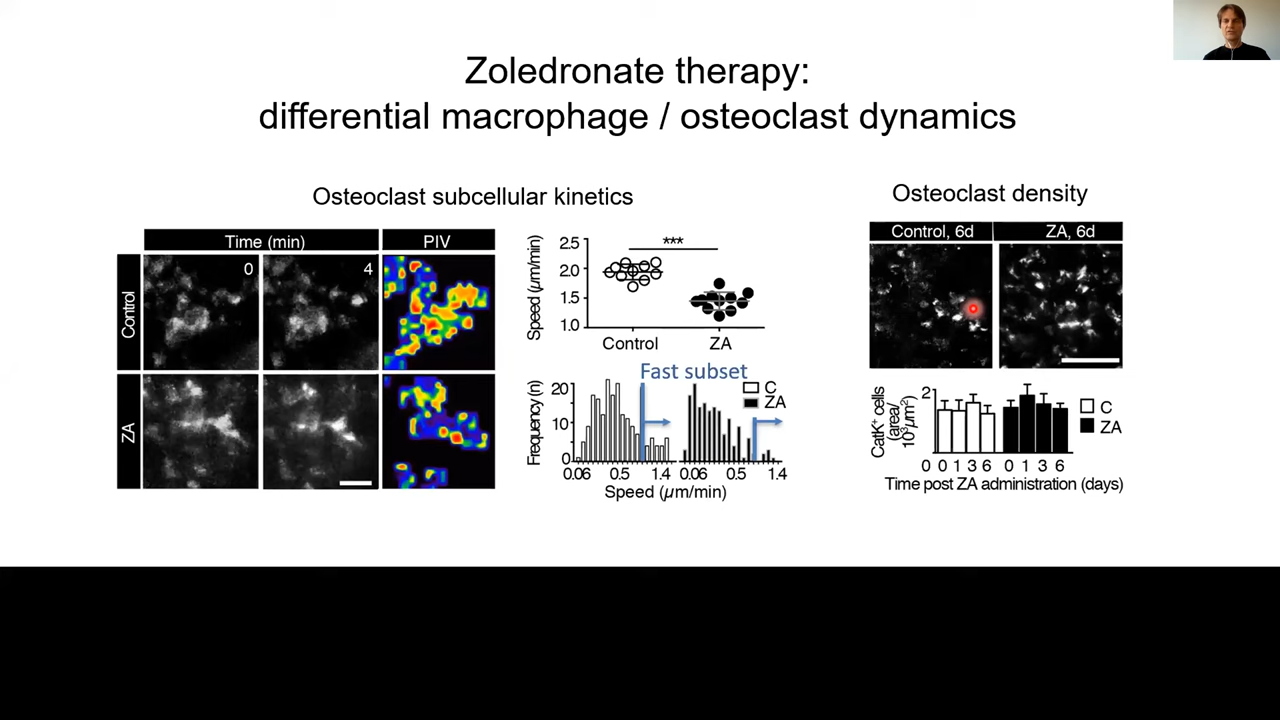 Zoledronate therapy:
differential macrophage / osteoclast dynamics
Osteoclast subcellular kinetics
Time (min)
PIV
Control
0
4
ZA
2.5
2.0
1.5
1.0
Speed (µm/min)
***
Control
ZA
Fast subset
C
ZA
Frequency (n)
20
10
0
0.06
0.5
1.4
0.06
0.5
1.4
Speed (µm/min)
Osteoclast density
Control, 6d
ZA, 6d
CatK⁺ cells
(area/
10³µm²)
2
0
C
ZA
0 1 3 6
0 1 3 6
Time post ZA administration (days)